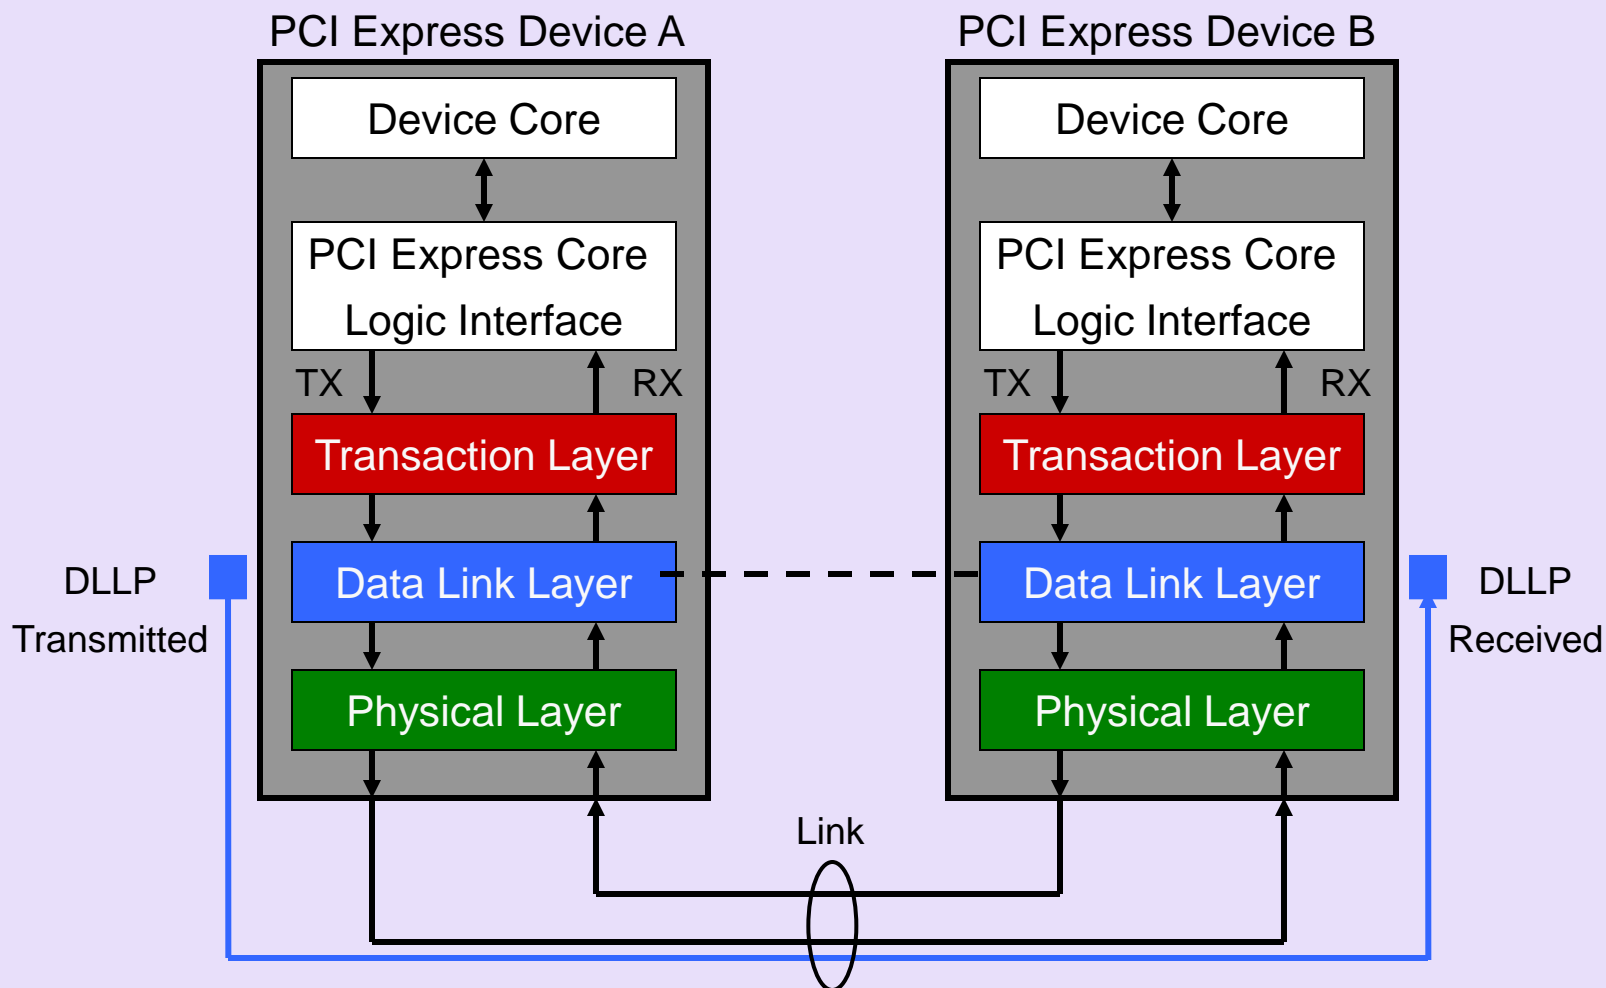 PCI Express Device A
PCI Express Device B
Device Core
Device Core
PCI Express Core
Logic Interface
PCI Express Core
Logic Interface
TX
RX
TX
RX
Transaction Layer
Transaction Layer
DLLP
Transmitted
Data Link Layer
Data Link Layer
DLLP
Received
Physical Layer
Physical Layer
Link